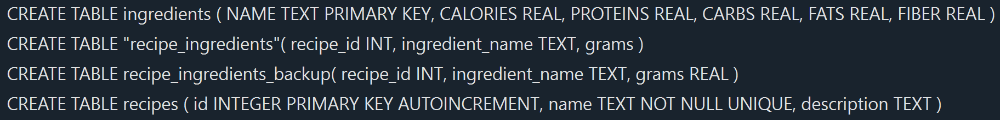 CREATE TABLE ingredients ( NAME TEXT PRIMARY KEY, CALORIES REAL, PROTEINS REAL, CARBS REAL, FATS REAL, FIBER REAL )
CREATE TABLE "recipe_ingredients"( recipe_id INT, ingredient_name TEXT, grams )
CREATE TABLE recipe_ingredients_backup( recipe_id INT, ingredient_name TEXT, grams REAL )
CREATE TABLE recipes ( id INTEGER PRIMARY KEY AUTOINCREMENT, name TEXT NOT NULL UNIQUE, description TEXT )